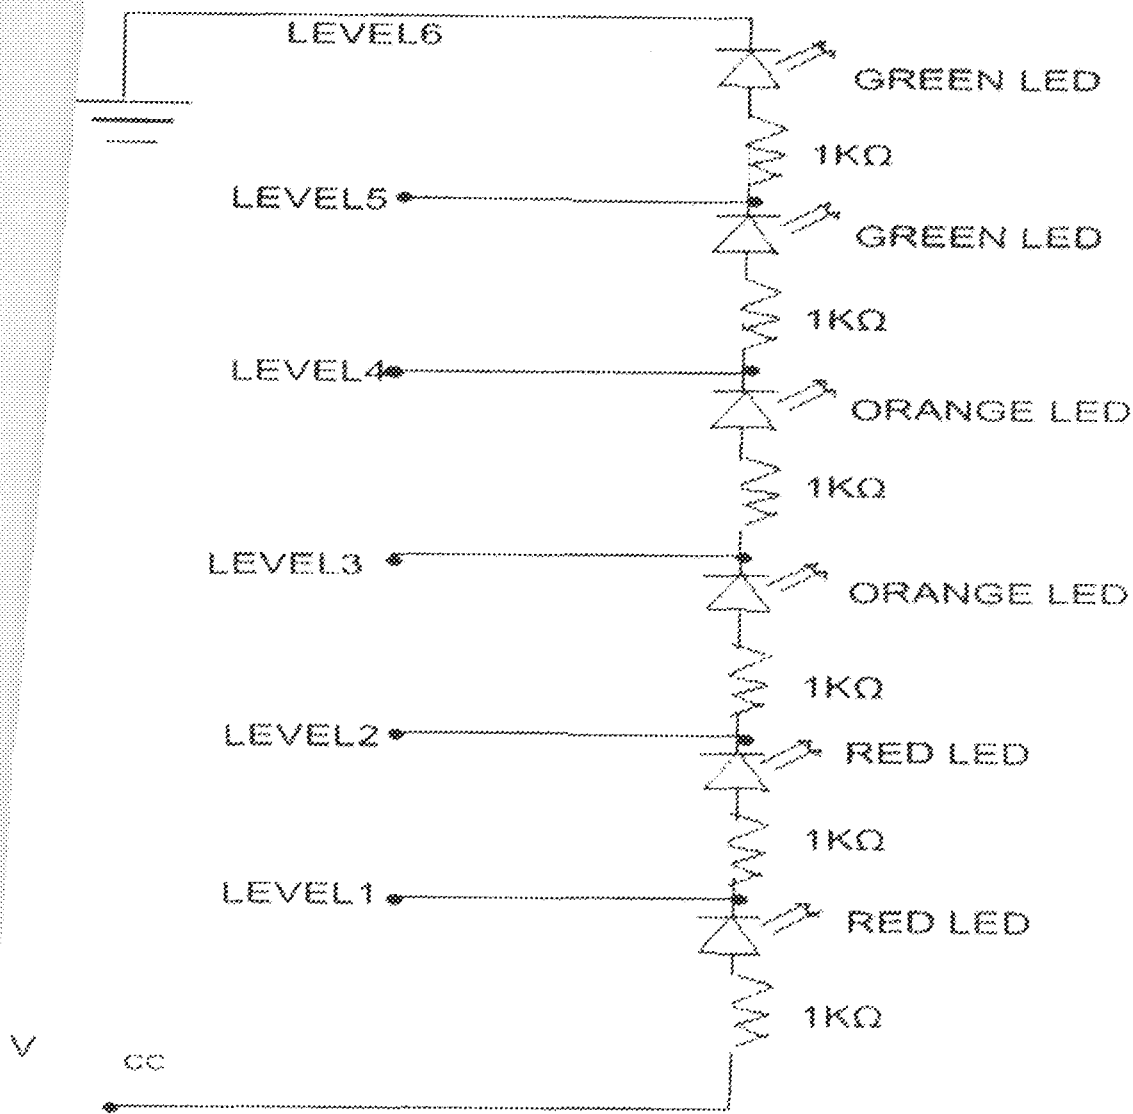 LEVEL6
GREEN LED
1KΩ
LEVEL5
GREEN LED
1KΩ
LEVEL4
ORANGE LED
1KΩ
LEVEL3
ORANGE LED
1KΩ
LEVEL2
RED LED
1KΩ
LEVEL1
RED LED
1KΩ
V
CC